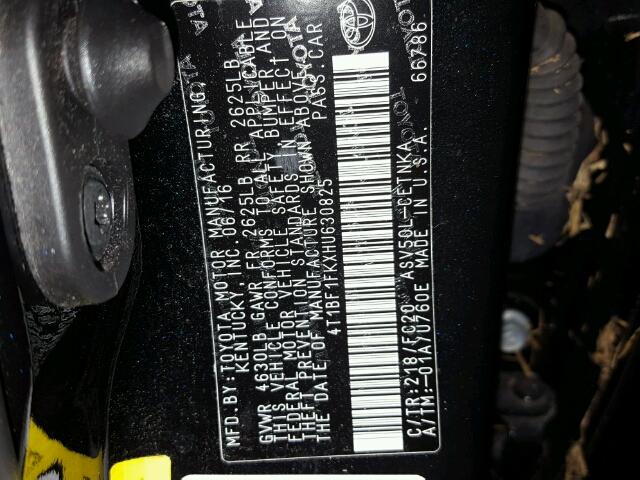 MFD. BY: TOYOTA MOTOR MANUFACTURING,
KENTUCKY, INC. 06/16
GVWR 4630LB GAWR FR 2625LB RR 2625LB
THIS VEHICLE CONFORMS TO ALL APPLICABLE
FEDERAL MOTOR VEHICLE SAFETY, BUMPER AND
THEFT PREVENTION STANDARDS IN EFFECT ON
THE DATE OF MANUFACTURE SHOWN ABOVE.
4T1BF1FKXHU630825 PASS CAR
C/TR: 218/FC20 ASV50L-CETNKA
A/TM: -01A/U760E MADE IN U.S.A. 66786
TOYOTA